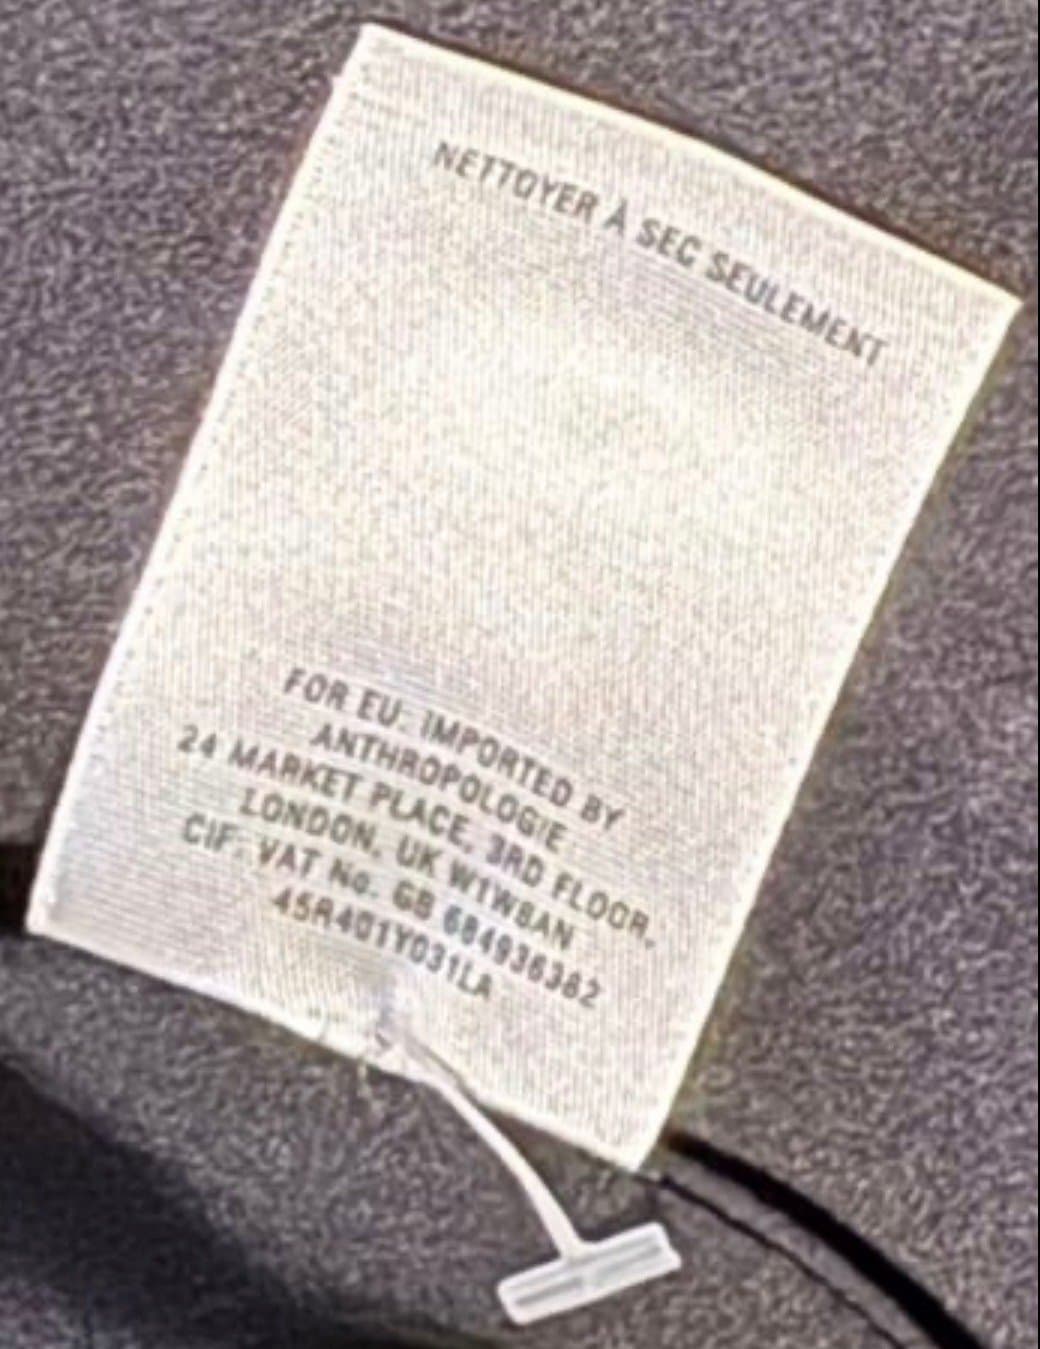 NETTOYER À SEC SEULEMENT
FOR EU: IMPORTED BY
ANTHROPOLOGIE
24 MARKET PLACE, 3RD FLOOR,
LONDON, UK W1W8AN
CIF: VAT No. GB 684936382
45R401Y031LA